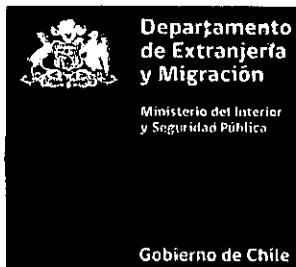 Departamento
de Extranjería
y Migración
Ministerio del Interior
y Seguridad Pública
Gobierno de Chile